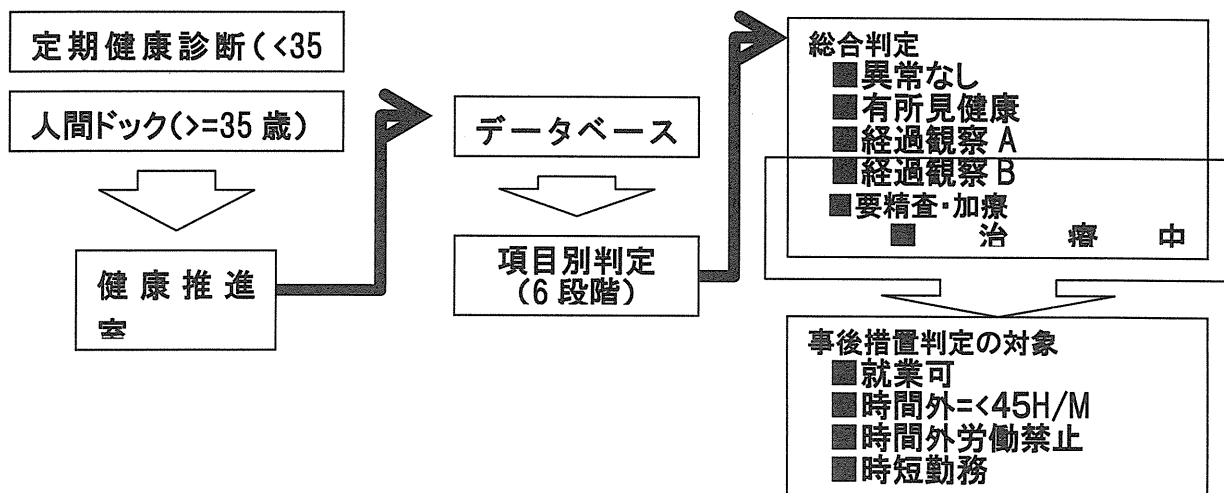 定期健康診断(<35
人間ドック(>=35歳)
健康推進
室
データベース
項目別判定
(6段階)
総合判定
■異常なし
■有所見健康
■経過観察A
■経過観察B
■要精査・加療
■治療中
事後措置判定の対象
■就業可
■時間外=<45H/M
■時間外労働禁止
■時短勤務